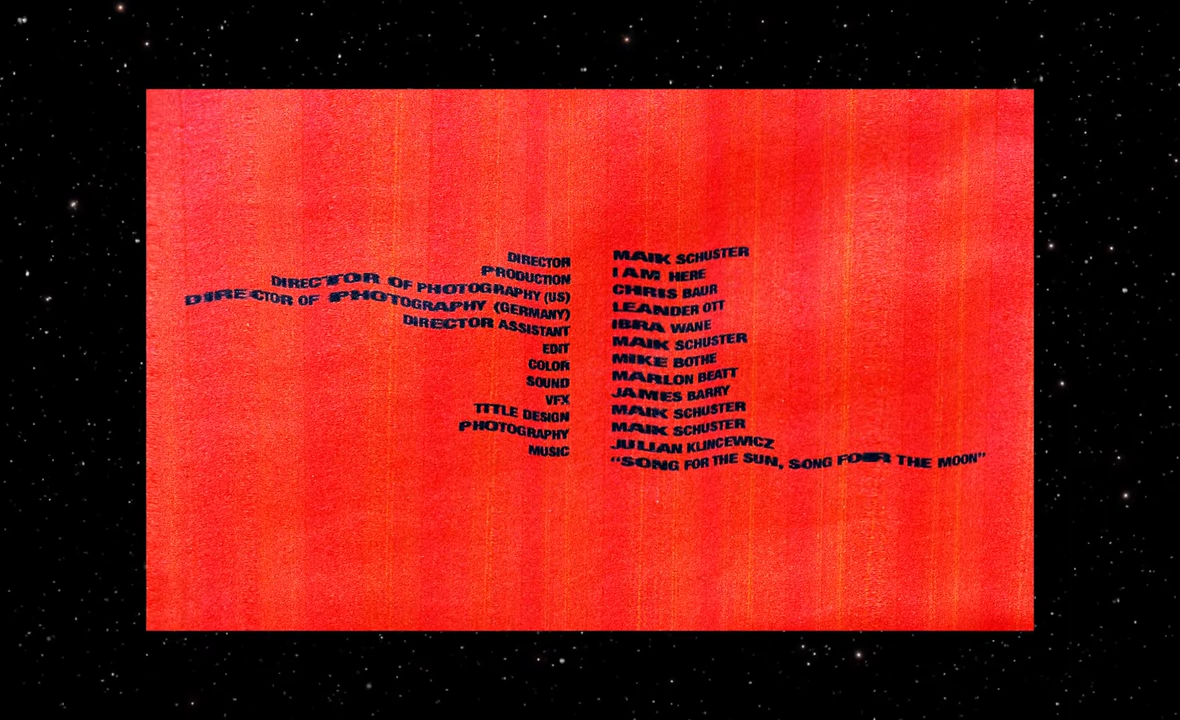 DIRECTOR MAIK SCHUSTER
PRODUCTION I AM HERE
DIRECTOR OF PHOTOGRAPHY (US) CHRIS BAUR
DIRECTOR OF PHOTOGRAPHY (GERMANY) LEANDER OTT
DIRECTOR ASSISTANT IBRA WANE
EDIT MAIK SCHUSTER
COLOR MIKE BOTHE
SOUND MARLON BEATT
VFX JAMES BARRY
TITLE DESIGN MAIK SCHUSTER
PHOTOGRAPHY MAIK SCHUSTER
MUSIC JULIAN KLINCEWICZ
“SONG FOR THE SUN, SONG FOR THE MOON”